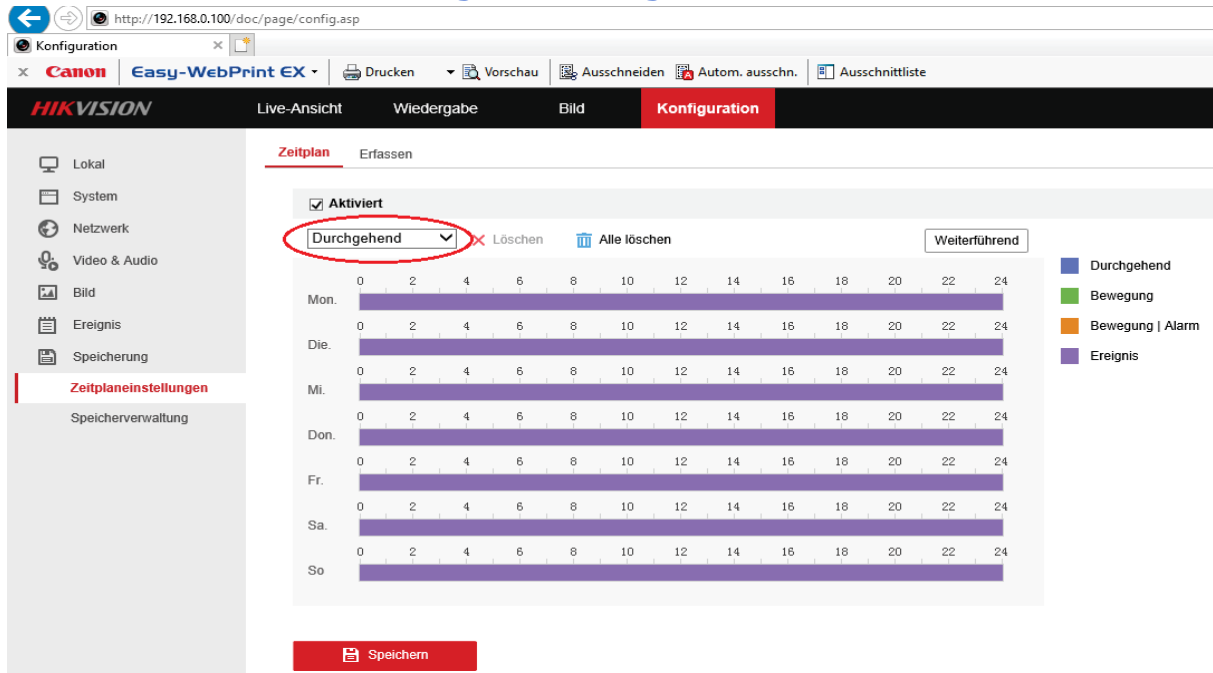 http://192.168.0.100/doc/page/config.asp
Konfiguration ×
× Canon Easy-WebPrint EX Drucken Vorschau Ausschneiden Autom. ausschn. Ausschnittliste
HIKVISION Live-Ansicht Wiedergabe Bild Konfiguration
Lokal
System
Netzwerk
Video & Audio
Bild
Ereignis
Speicherung
Zeitplaneinstellungen
Speicherverwaltung
Zeitplan Erfassen
Aktiviert
Durchgehend Löschen Alle löschen Weiterführend
0 2 4 6 8 10 12 14 16 18 20 22 24
Mon.
0 2 4 6 8 10 12 14 16 18 20 22 24
Die.
0 2 4 6 8 10 12 14 16 18 20 22 24
Mi.
0 2 4 6 8 10 12 14 16 18 20 22 24
Don.
0 2 4 6 8 10 12 14 16 18 20 22 24
Fr.
0 2 4 6 8 10 12 14 16 18 20 22 24
Sa.
0 2 4 6 8 10 12 14 16 18 20 22 24
So
Durchgehend
Bewegung
Bewegung | Alarm
Ereignis
Speichern